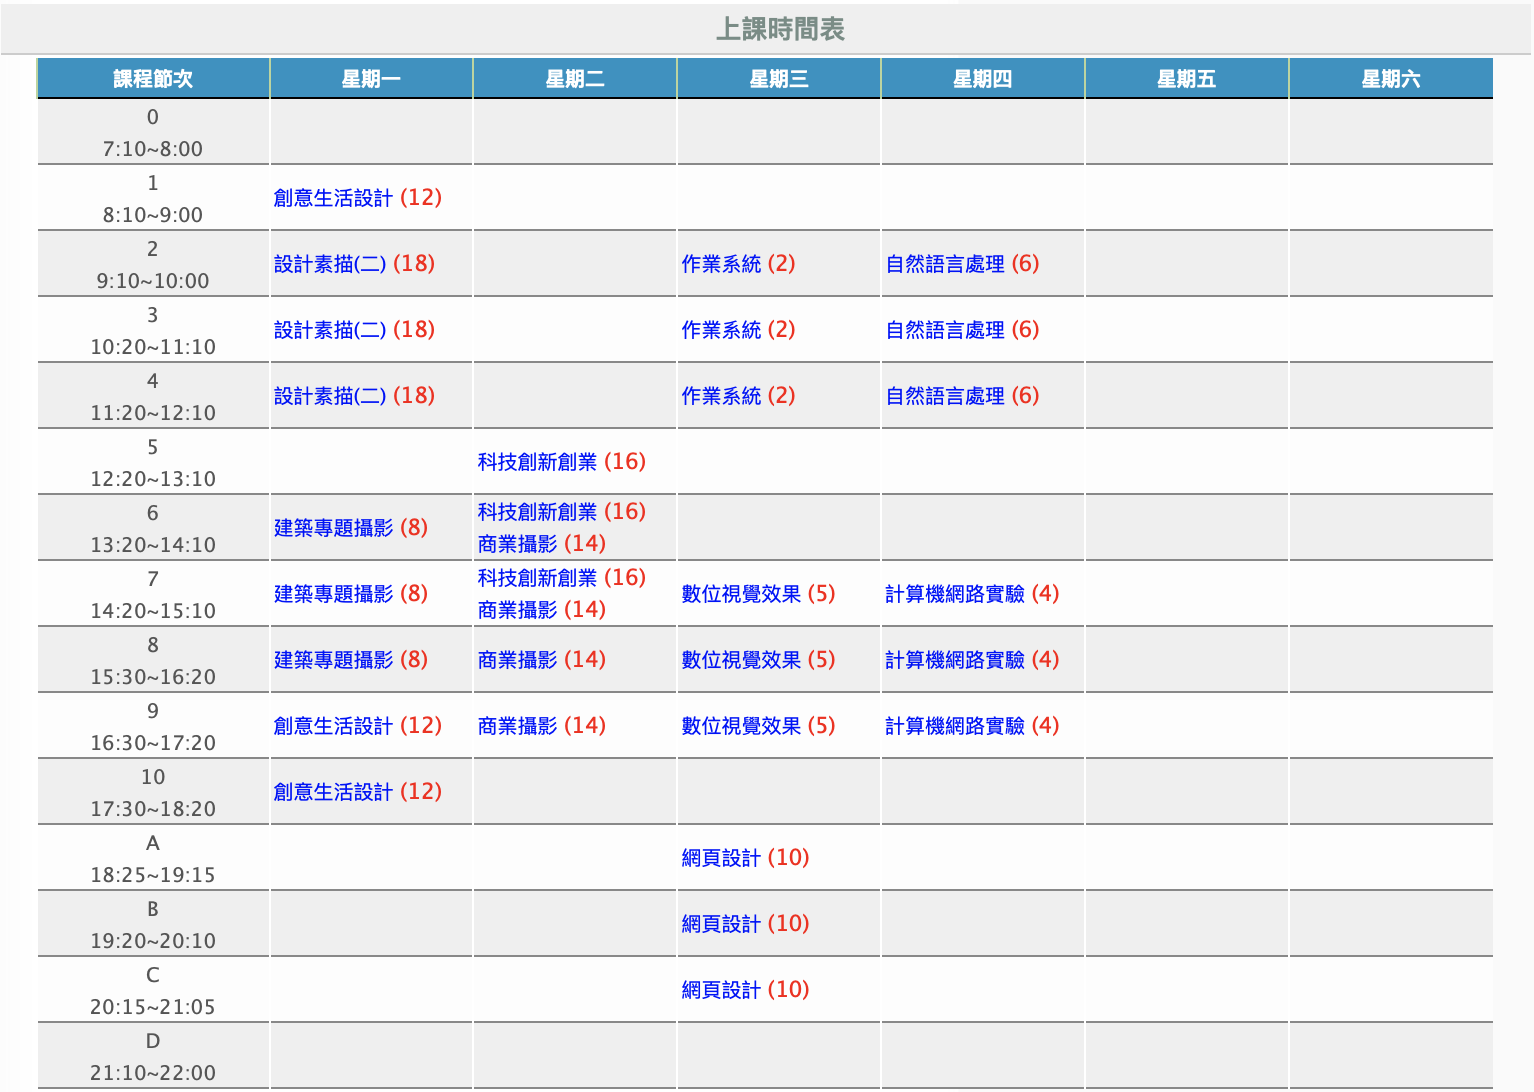 上課時間表
課程節次 星期一 星期二 星期三 星期四 星期五 星期六
0
7:10~8:00
1
8:10~9:00
創意生活設計 (12)
2
9:10~10:00
設計素描(二) (18) 作業系統 (2) 自然語言處理 (6)
3
10:20~11:10
設計素描(二) (18) 作業系統 (2) 自然語言處理 (6)
4
11:20~12:10
設計素描(二) (18) 作業系統 (2) 自然語言處理 (6)
5
12:20~13:10
科技創新創業 (16)
6
13:20~14:10
建築專題攝影 (8)
科技創新創業 (16)
商業攝影 (14)
7
14:20~15:10
建築專題攝影 (8)
科技創新創業 (16)
商業攝影 (14)
數位視覺效果 (5) 計算機網路實驗 (4)
8
15:30~16:20
建築專題攝影 (8) 商業攝影 (14) 數位視覺效果 (5) 計算機網路實驗 (4)
9
16:30~17:20
創意生活設計 (12) 商業攝影 (14) 數位視覺效果 (5) 計算機網路實驗 (4)
10
17:30~18:20
創意生活設計 (12)
A
18:25~19:15
網頁設計 (10)
B
19:20~20:10
網頁設計 (10)
C
20:15~21:05
網頁設計 (10)
D
21:10~22:00